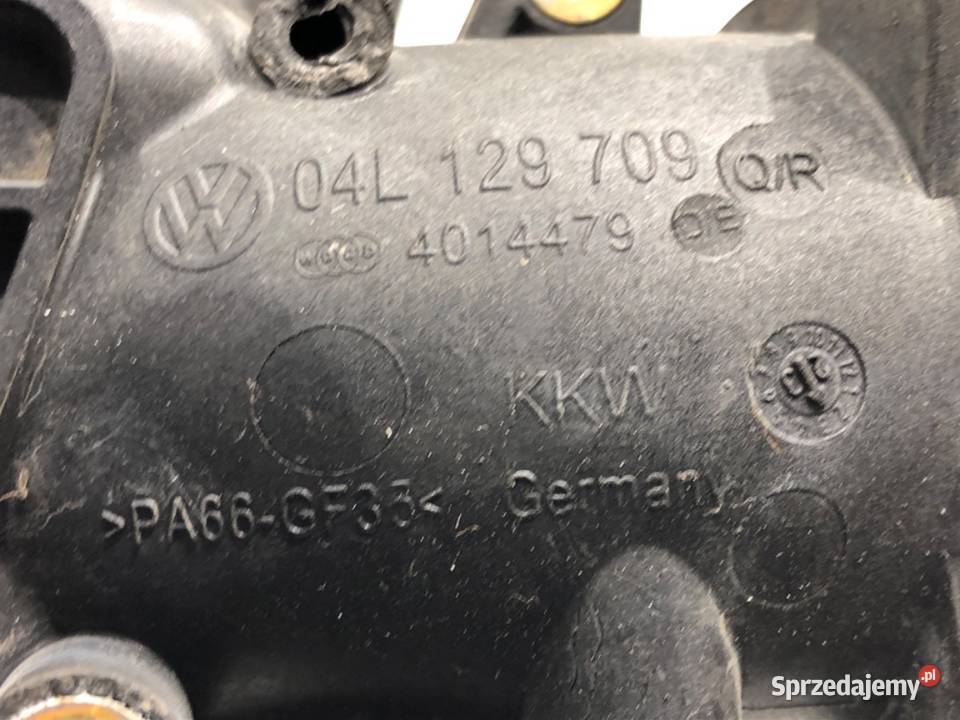 04L 129 709 Q/R
4014479 D/E
KKW
>PA66-GF35<
Germany
Sprzedajemy.pl